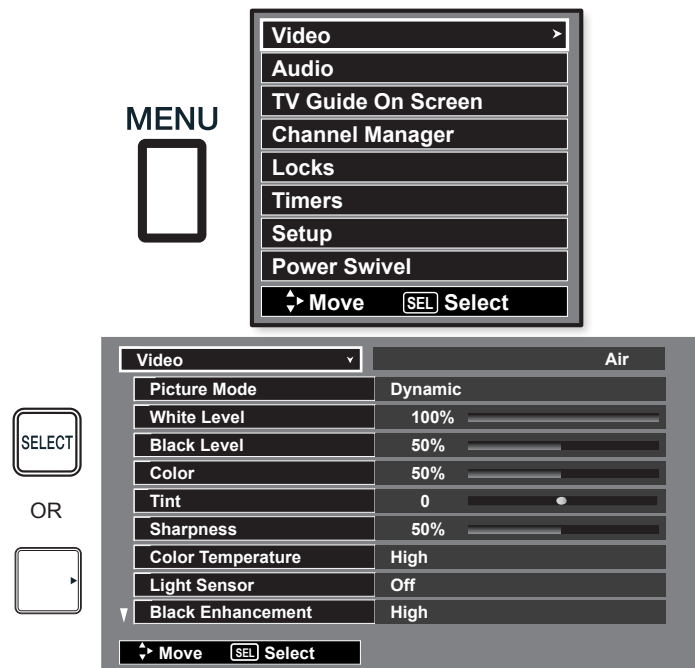 MENU
Video
Audio
TV Guide On Screen
Channel Manager
Locks
Timers
Setup
Power Swivel
Move SEL Select
Video Air
Picture Mode Dynamic
White Level 100%
Black Level 50%
Color 50%
Tint 0
Sharpness 50%
Color Temperature High
Light Sensor Off
Black Enhancement High
Move SEL Select
SELECT
OR